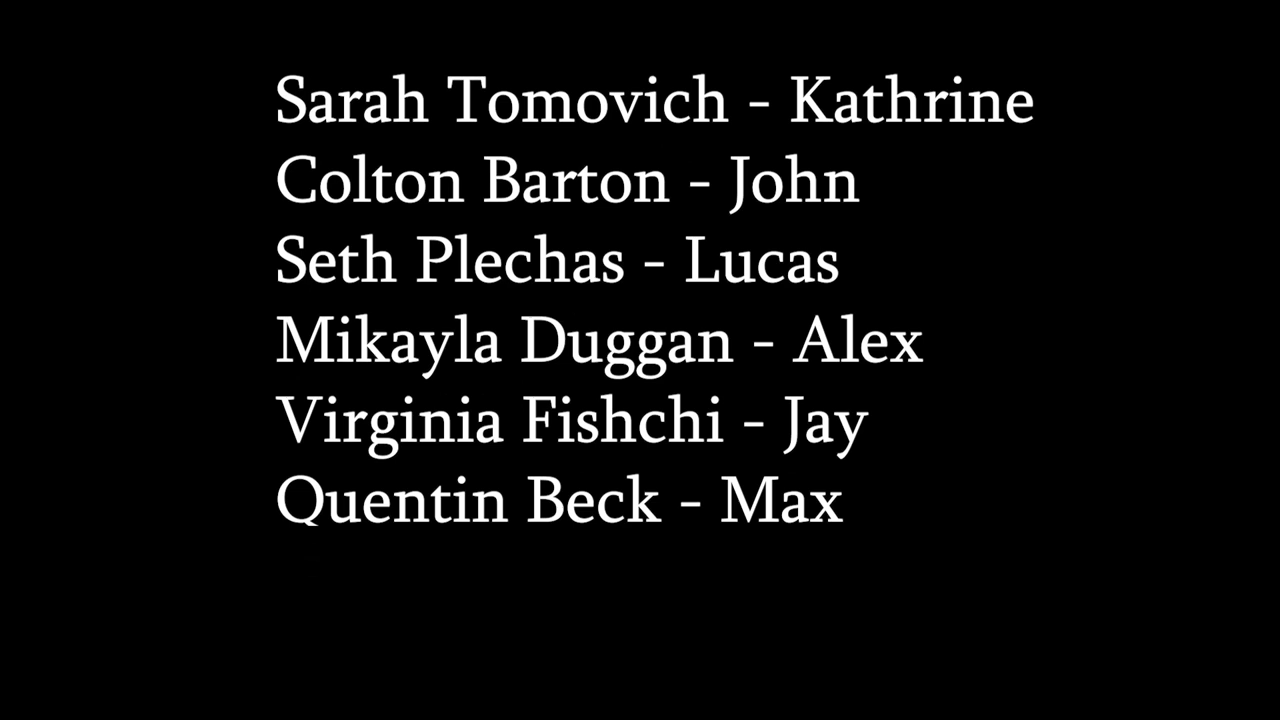 Sarah Tomovich - Kathrine
Colton Barton - John
Seth Plechas - Lucas
Mikayla Duggan - Alex
Virginia Fishchi - Jay
Quentin Beck - Max